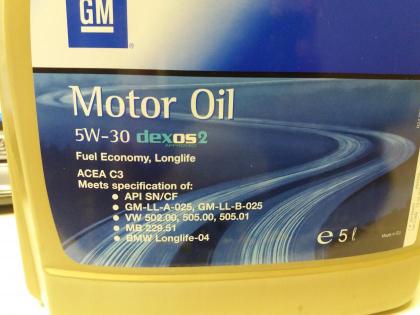 GM
Motor Oil
5W-30 dexos2
Fuel Economy, Longlife
ACEA C3
Meets specification of:
• API SN/CF
• GM-LL-A-025, GM-LL-B-025
• VW 502.00, 505.00, 505.01
• MB 229.51
• BMW Longlife-04
e 5 ℓ